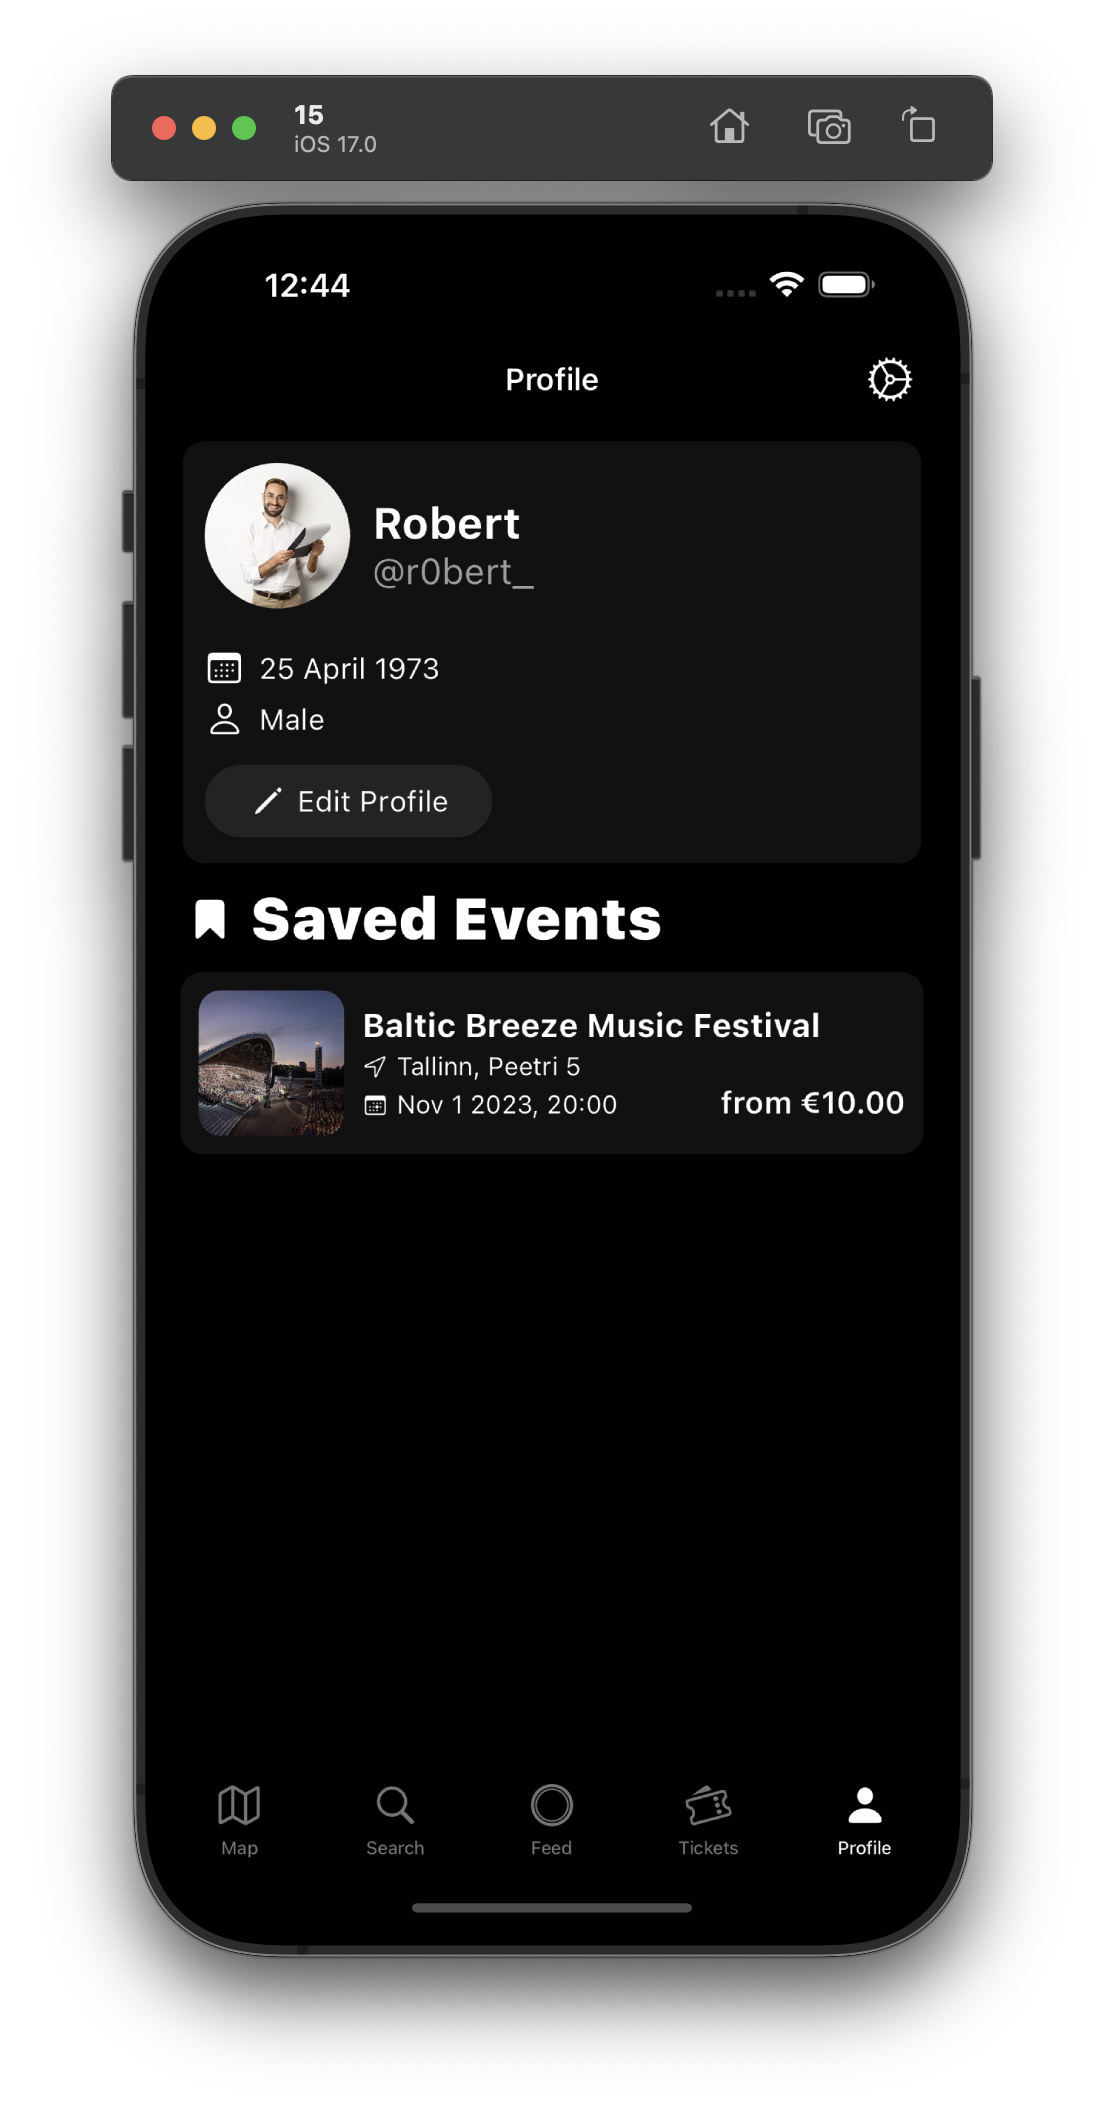 15
iOS 17.0
12:44
Profile
Robert
@r0bert_
25 April 1973
Male
Edit Profile
Saved Events
Baltic Breeze Music Festival
Tallinn, Peetri 5
Nov 1 2023, 20:00
from €10.00
Map
Search
Feed
Tickets
Profile